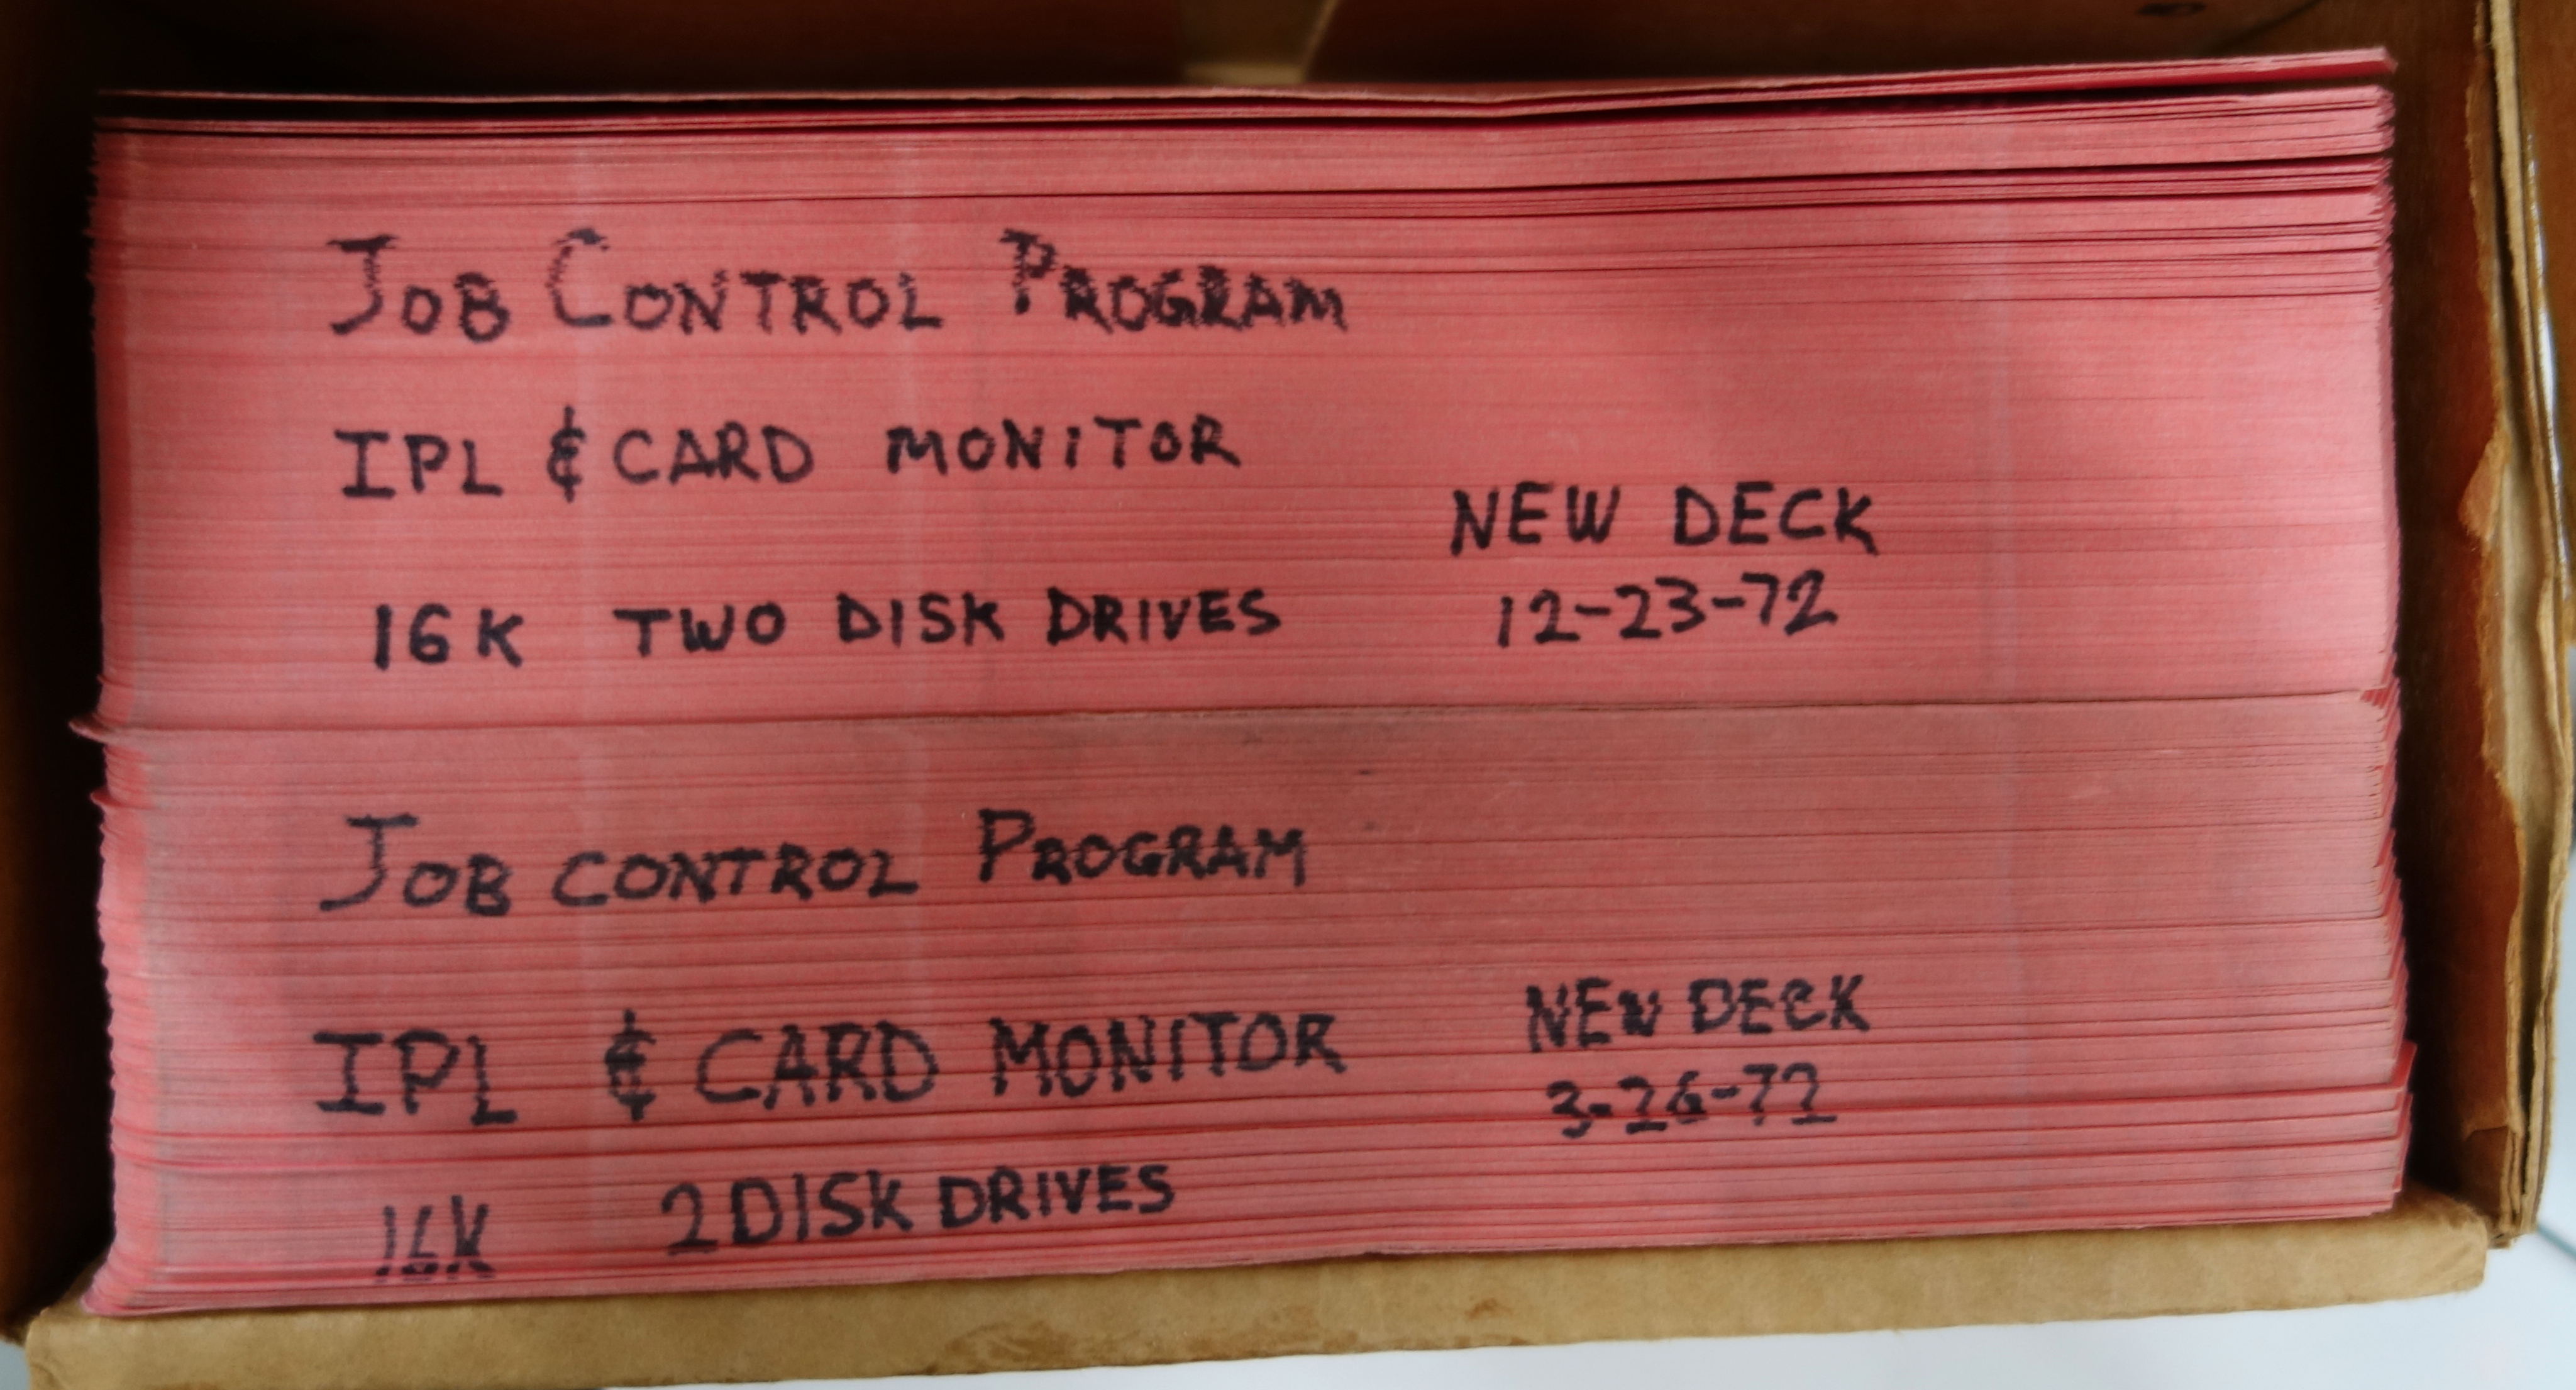 JOB CONTROL PROGRAM
IPL & CARD MONITOR
NEW DECK
16K TWO DISK DRIVES
12-23-72
JOB CONTROL PROGRAM
IPL & CARD MONITOR
NEW DECK
3-26-72
16K 2 DISK DRIVES